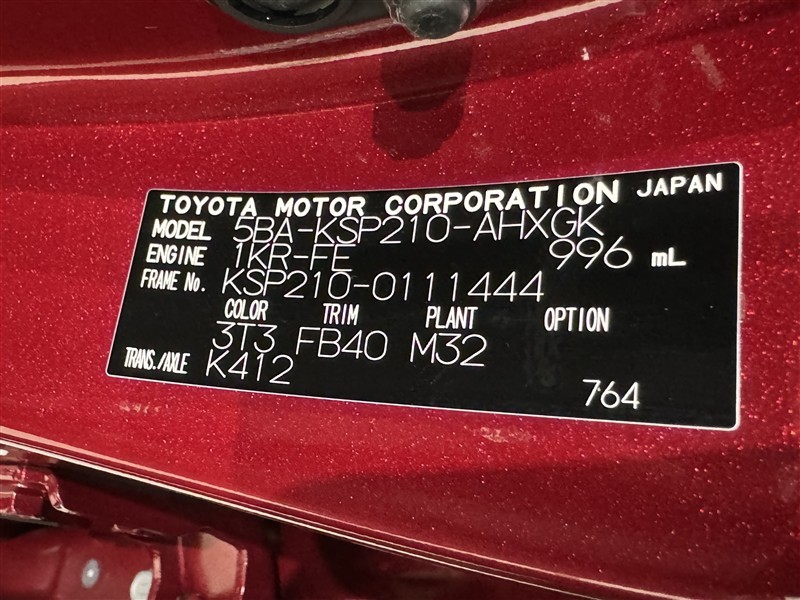 TOYOTA MOTOR CORPORATION JAPAN
MODEL 5BA-KSP210-AHXGK
ENGINE 1KR-FE 996 mL
FRAME No. KSP210-0111444
COLOR TRIM PLANT OPTION
3T3 FB40 M32
TRANS./AXLE K412
764